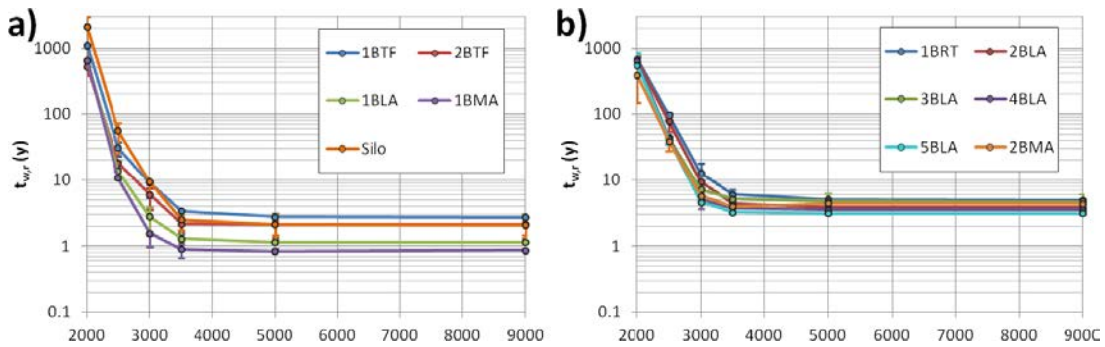 a)
1000
100
10
1
0.1
t_w,r (y)
1BTF 2BTF
1BLA 1BMA
Silo
2000 3000 4000 5000 6000 7000 8000 9000
b)
1000
100
10
1
0.1
t_w,r (y)
1BRT 2BLA
3BLA 4BLA
5BLA 2BMA
2000 3000 4000 5000 6000 7000 8000 9000